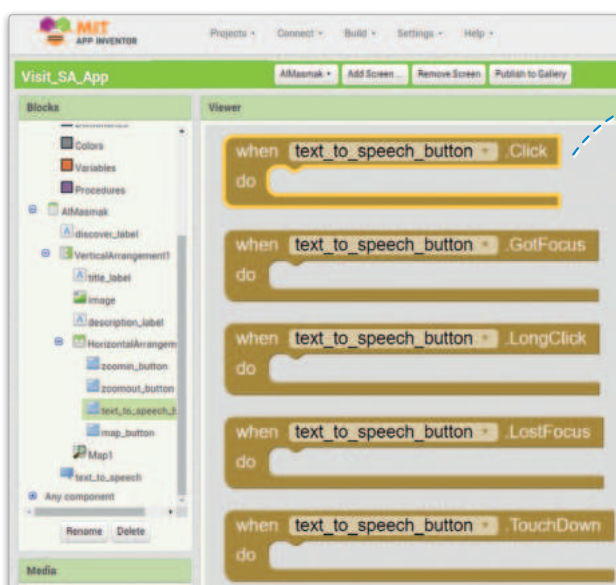 MIT
APP INVENTOR
Projects Connect Build Settings Help
Visit_SA_App
AlMasmak Add Screen ... Remove Screen Publish to Gallery
Blocks
Viewer
Colors
Variables
Procedures
AlMasmak
discover_label
VerticalArrangement1
title_label
image
description_label
HorizontalArrangem
zoomin_button
zoomout_button
text_to_speech_b
map_button
Map1
text_to_speech
Any component
Rename Delete
Media
when text_to_speech_button .Click
do
when text_to_speech_button .GotFocus
do
when text_to_speech_button .LongClick
do
when text_to_speech_button .LostFocus
do
when text_to_speech_button .TouchDown
do